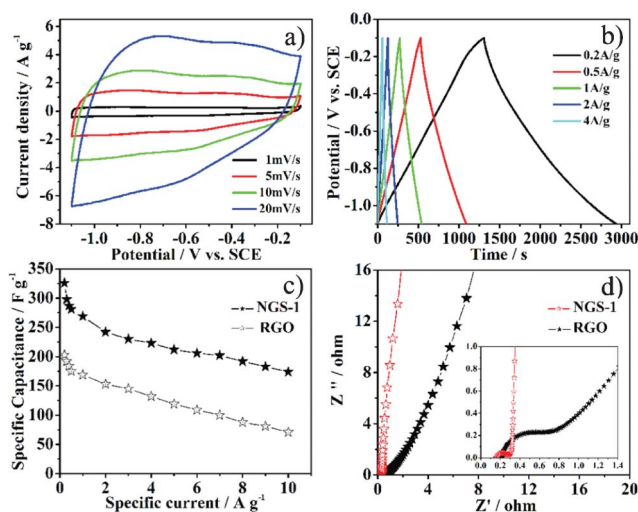 a)
Current density / A g⁻¹
6
4
2
0
-2
-4
-6
-8
-1.0 -0.8 -0.6 -0.4 -0.2
Potential / V vs. SCE
1mV/s
5mV/s
10mV/s
20mV/s
b)
Potential / V vs. SCE
0.0
-0.2
-0.4
-0.6
-0.8
-1.0
0 500 1000 1500 2000 2500 3000
Time / s
0.2A/g
0.5A/g
1A/g
2A/g
4A/g
c)
Specific Capacitance / F g⁻¹
350
300
250
200
150
100
50
0
0 2 4 6 8 10
Specific current / A g⁻¹
NGS-1
RGO
d)
Z '' / ohm
16
12
8
4
0
0 4 8 12 16 20
Z' / ohm
NGS-1
RGO
1.0
0.8
0.6
0.4
0.2
0.0
0.0 0.2 0.4 0.6 0.8 1.0 1.2 1.4